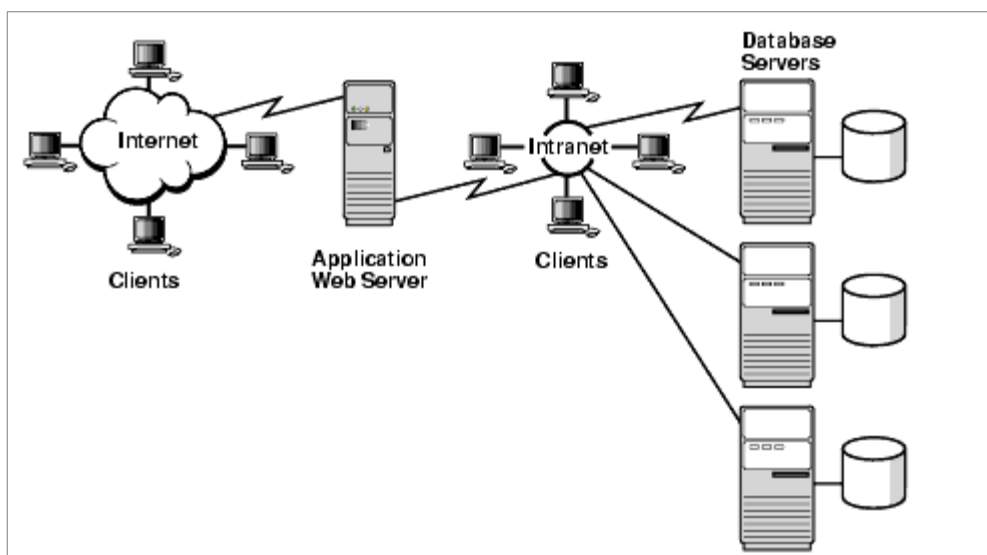 Internet
Clients
Application
Web Server
Intranet
Clients
Database
Servers